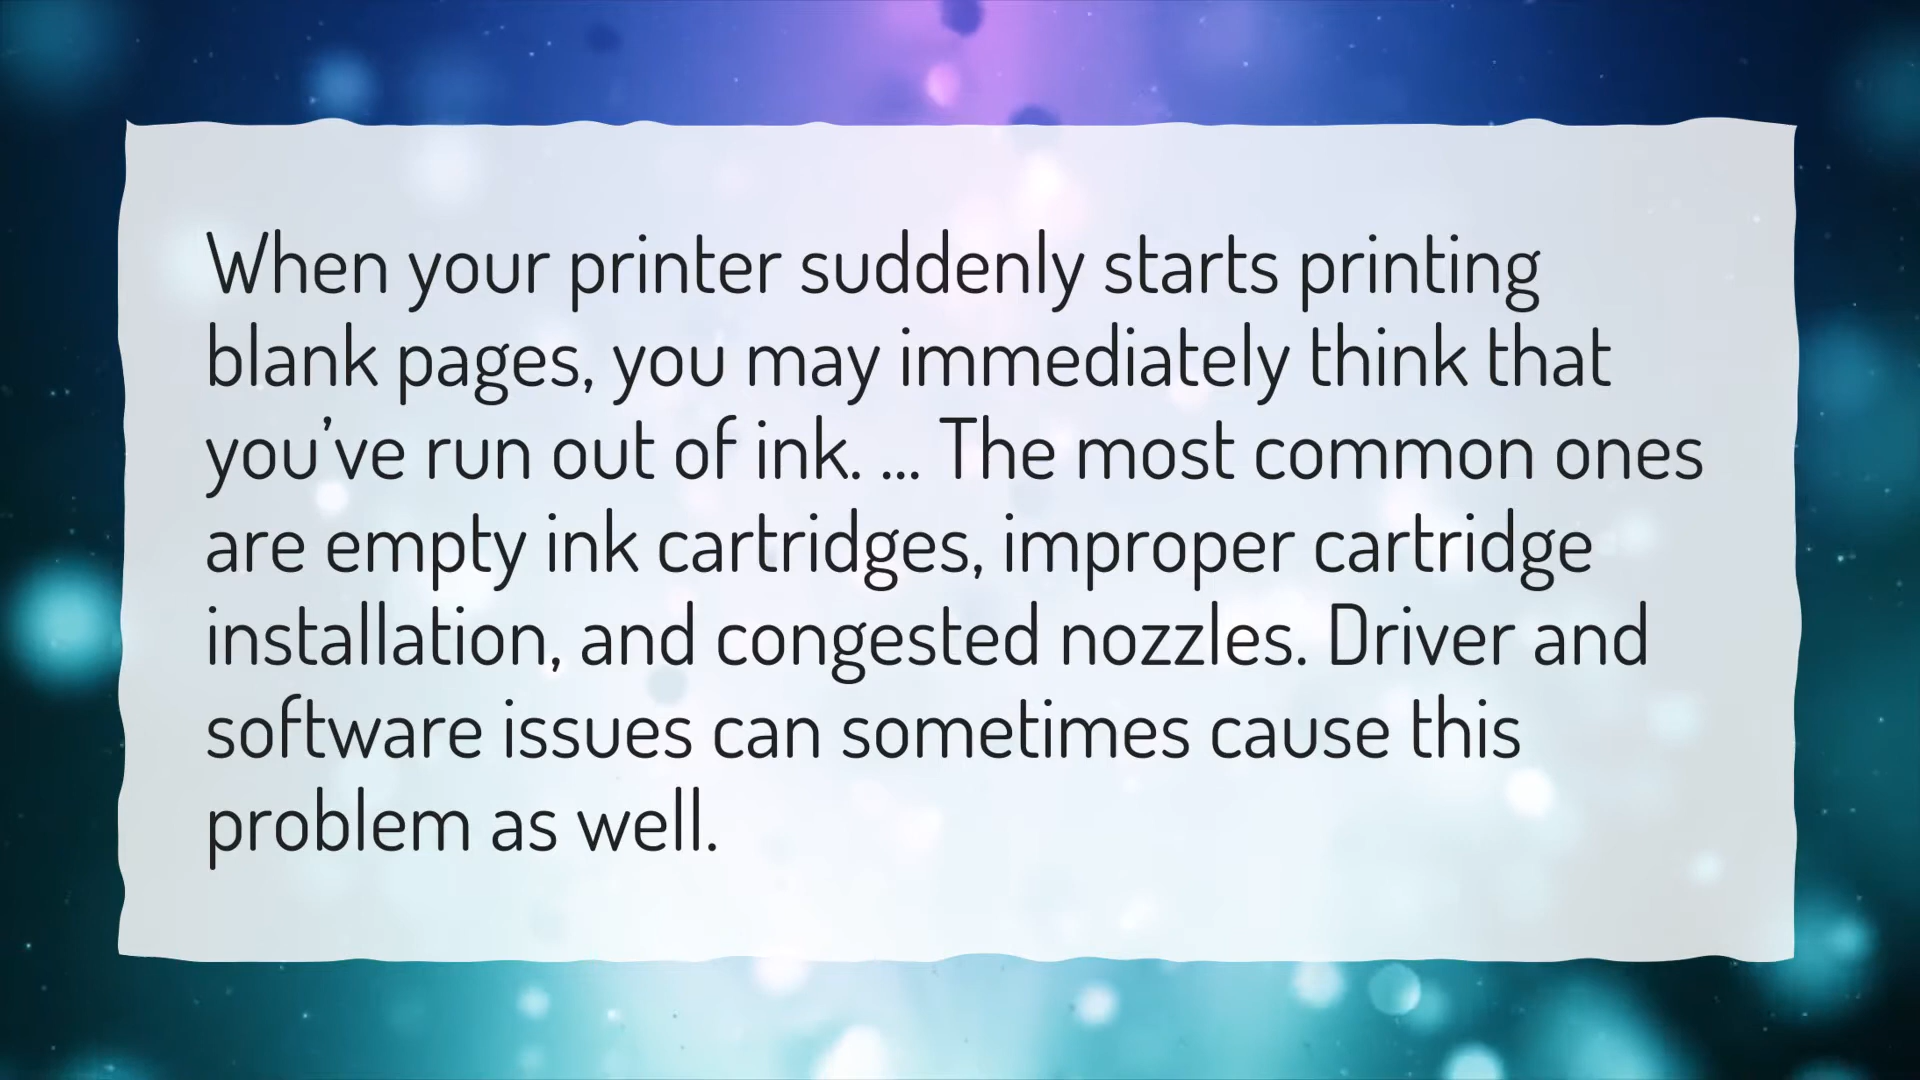 When your printer suddenly starts printing
blank pages, you may immediately think that
you’ve run out of ink. ... The most common ones
are empty ink cartridges, improper cartridge
installation, and congested nozzles. Driver and
software issues can sometimes cause this
problem as well.